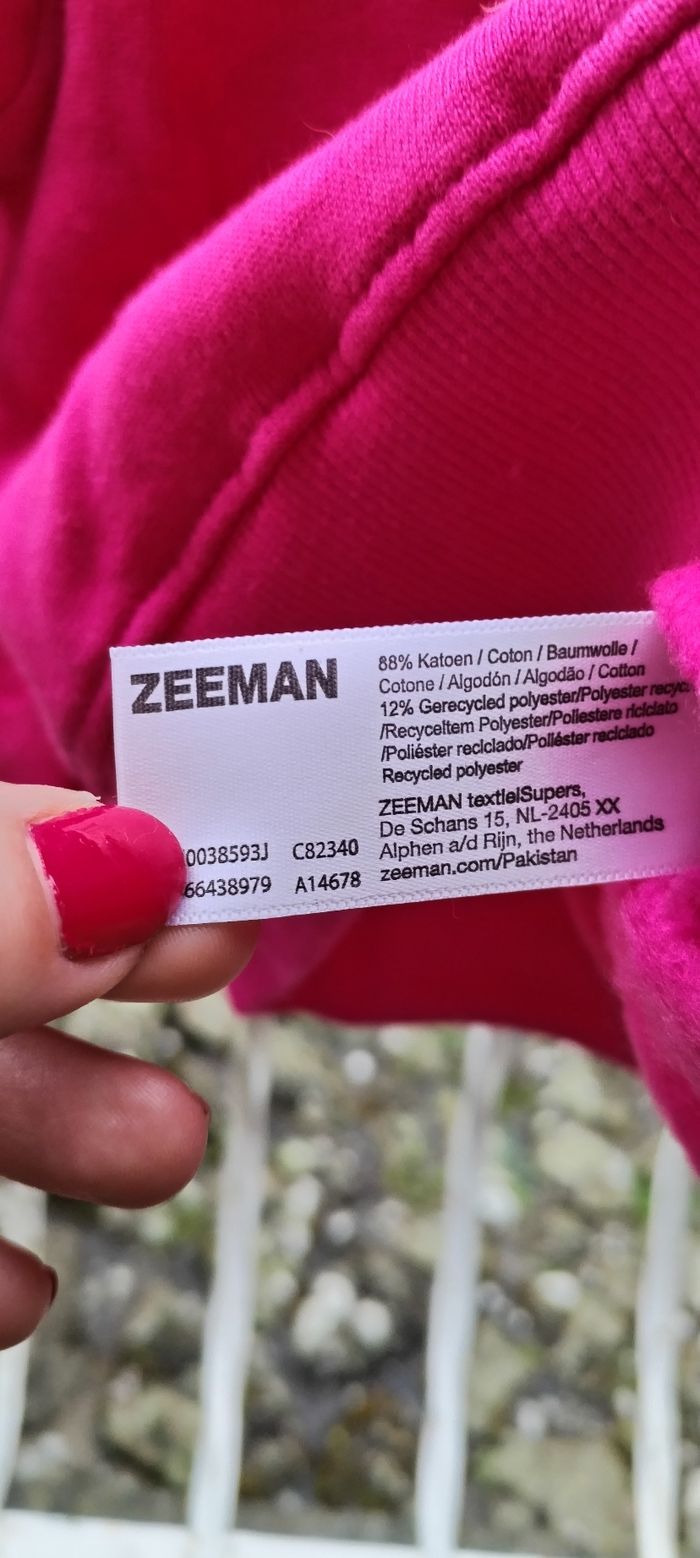 ZEEMAN
88% Katoen / Coton / Baumwolle /
Cotone / Algodón / Algodão / Cotton
12% Gerecycled polyester/Polyester
/Recyceltem Polyester/Poliestere riciclato
/Poliéster reciclado/Poliéster reciclado
Recycled polyester
ZEEMAN textielSupers,
De Schans 15, NL-2405 XX
Alphen a/d Rijn, the Netherlands
zeeman.com/Pakistan
0038593J C82340
66438979 A14678